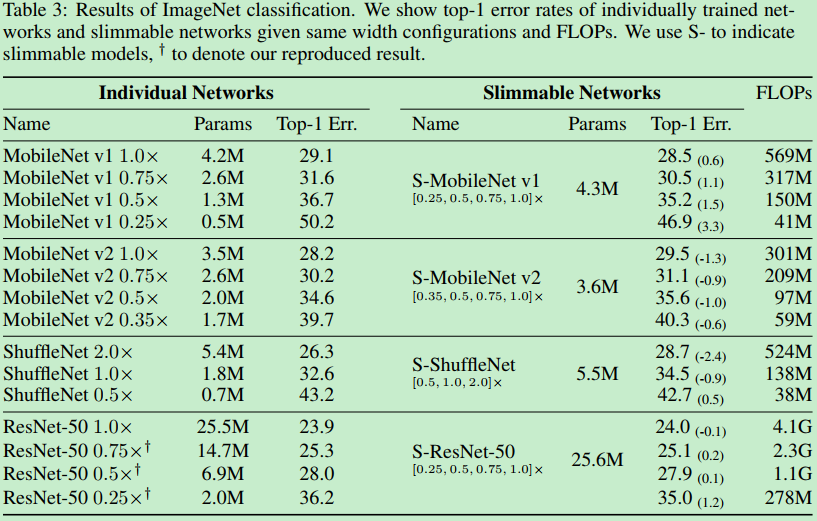 Table 3: Results of ImageNet classification. We show top-1 error rates of individually trained net-
works and slimmable networks given same width configurations and FLOPs. We use S- to indicate
slimmable models, † to denote our reproduced result.
Individual Networks Slimmable Networks FLOPs
Name Params Top-1 Err. Name Params Top-1 Err.
MobileNet v1 1.0× 4.2M 29.1 28.5 (0.6) 569M
MobileNet v1 0.75× 2.6M 31.6 S-MobileNet v1 30.5 (1.1) 317M
MobileNet v1 0.5× 1.3M 36.7 [0.25, 0.5, 0.75, 1.0]× 4.3M 35.2 (1.5) 150M
MobileNet v1 0.25× 0.5M 50.2 46.9 (3.3) 41M
MobileNet v2 1.0× 3.5M 28.2 29.5 (-1.3) 301M
MobileNet v2 0.75× 2.6M 30.2 S-MobileNet v2 31.1 (-0.9) 209M
MobileNet v2 0.5× 2.0M 34.6 [0.35, 0.5, 0.75, 1.0]× 3.6M 35.6 (-1.0) 97M
MobileNet v2 0.35× 1.7M 39.7 40.3 (-0.6) 59M
ShuffleNet 2.0× 5.4M 26.3 28.7 (-2.4) 524M
ShuffleNet 1.0× 1.8M 32.6 S-ShuffleNet [0.5, 1.0, 2.0]× 5.5M 34.5 (-0.9) 138M
ShuffleNet 0.5× 0.7M 43.2 42.7 (0.5) 38M
ResNet-50 1.0× 25.5M 23.9 24.0 (-0.1) 4.1G
ResNet-50 0.75׆ 14.7M 25.3 S-ResNet-50 25.1 (0.2) 2.3G
ResNet-50 0.5׆ 6.9M 28.0 [0.25, 0.5, 0.75, 1.0]× 25.6M 27.9 (0.1) 1.1G
ResNet-50 0.25׆ 2.0M 36.2 35.0 (1.2) 278M